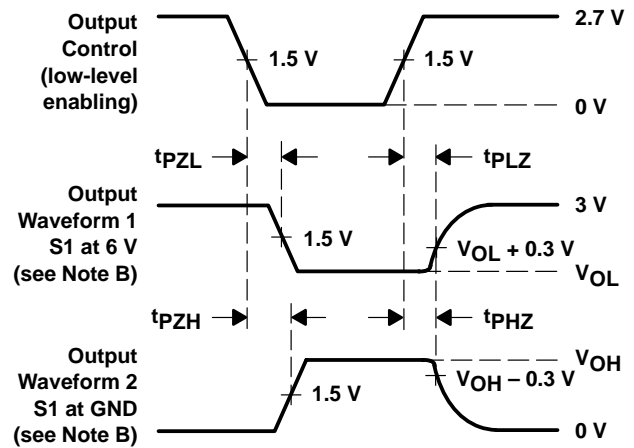 Output
Control
(low-level
enabling)
1.5 V
1.5 V
2.7 V
0 V
tPZL
tPLZ
Output
Waveform 1
S1 at 6 V
(see Note B)
1.5 V
3 V
VOL + 0.3 V
VOL
tPZH
tPHZ
Output
Waveform 2
S1 at GND
(see Note B)
1.5 V
VOH
VOH − 0.3 V
0 V